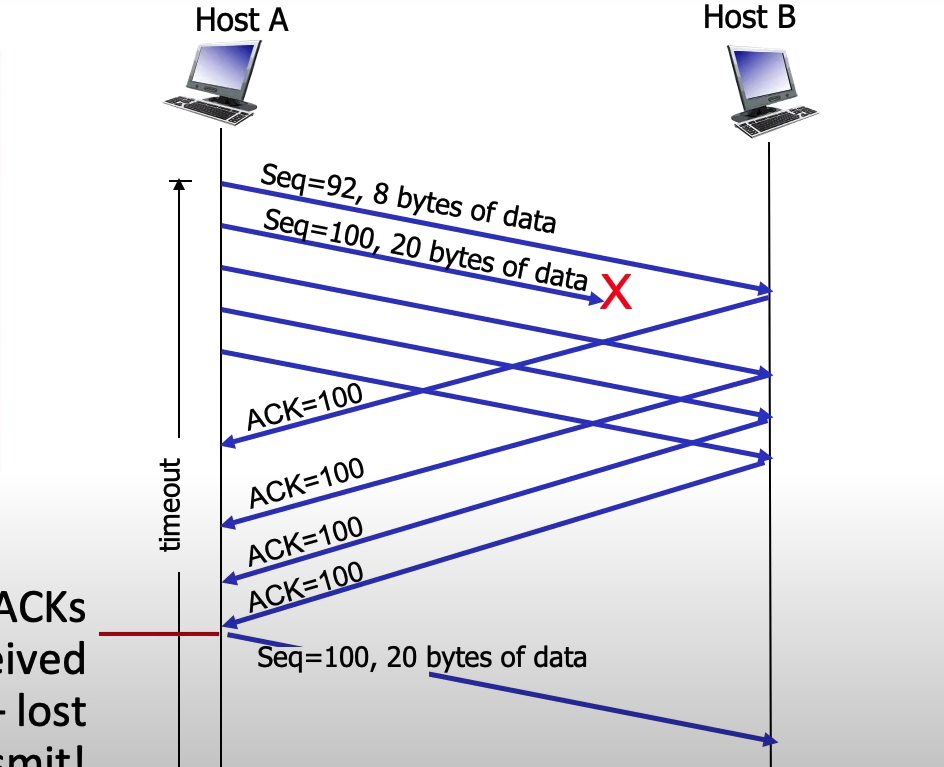 Host A
Host B
Seq=92, 8 bytes of data
Seq=100, 20 bytes of data
X
ACK=100
ACK=100
timeout
ACK=100
ACK=100
ACKs
eived
Seq=100, 20 bytes of data
- lost
smit!